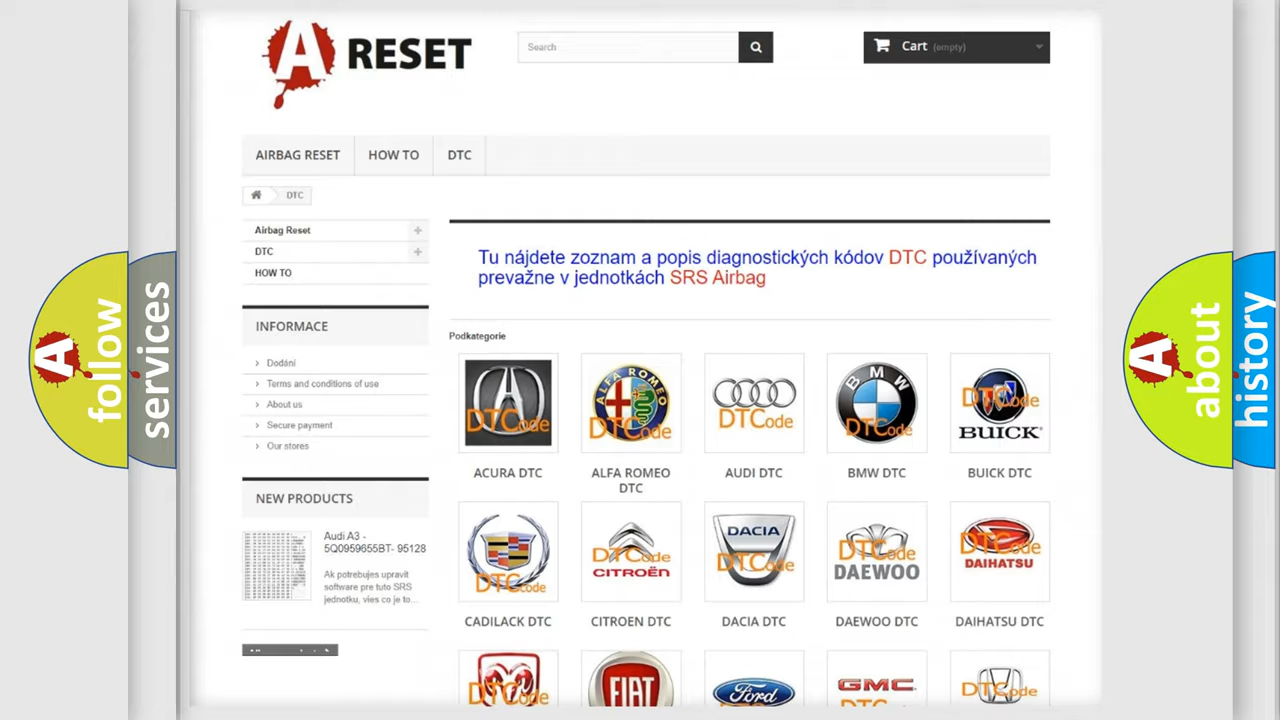 A RESET
Search
Cart (empty)
AIRBAG RESET
HOW TO
DTC
DTC
Airbag Reset
DTC
HOW TO
Tu nájdete zoznam a popis diagnostických kódov DTC používaných
prevažne v jednotkách SRS Airbag
INFORMACE
Dodání
Terms and conditions of use
About us
Secure payment
Our stores
NEW PRODUCTS
Audi A3 -
5Q0959655BT- 95128
Ak potrebujes upravit
software pre tuto SRS
jednotku, vies co je to...
Podkategorie
DTCode
ALFA ROMEO
DTCode
DTCode
BMW
DTCode
DTCode
BUICK
ACURA DTC
ALFA ROMEO
DTC
AUDI DTC
BMW DTC
BUICK DTC
DTCode
DTCode
CITROËN
DACIA
DTCode
DTCode
DAEWOO
DTCode
DAIHATSU
CADILACK DTC
CITROEN DTC
DACIA DTC
DAEWOO DTC
DAIHATSU DTC
DTCode
FIAT
Ford
GMC
DTCode
A follow
services
A about
history